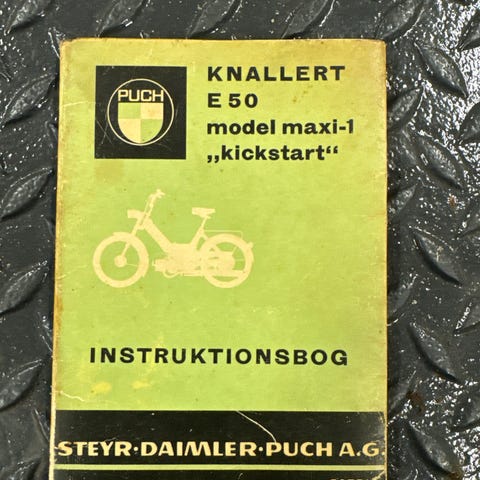 PUCH
KNALLERT
E 50
model maxi-1
„kickstart“
INSTRUKTIONSBOG
STEYR·DAIMLER·PUCH A.G.